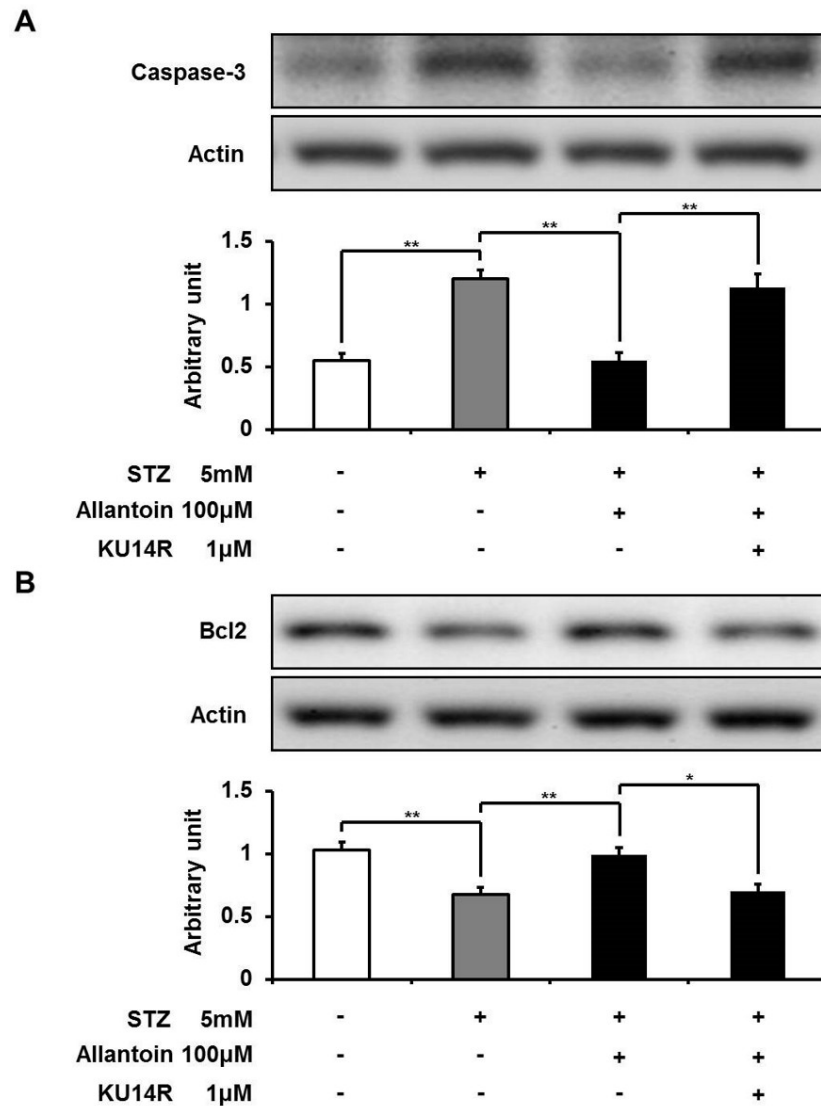 A
Caspase-3
Actin
** ** **
Arbitrary unit
1.5
1
0.5
0
STZ 5mM - + + +
Allantoin 100µM - - + +
KU14R 1µM - - - +
B
Bcl2
Actin
** ** *
Arbitrary unit
1.5
1
0.5
0
STZ 5mM - + + +
Allantoin 100µM - - + +
KU14R 1µM - - - +